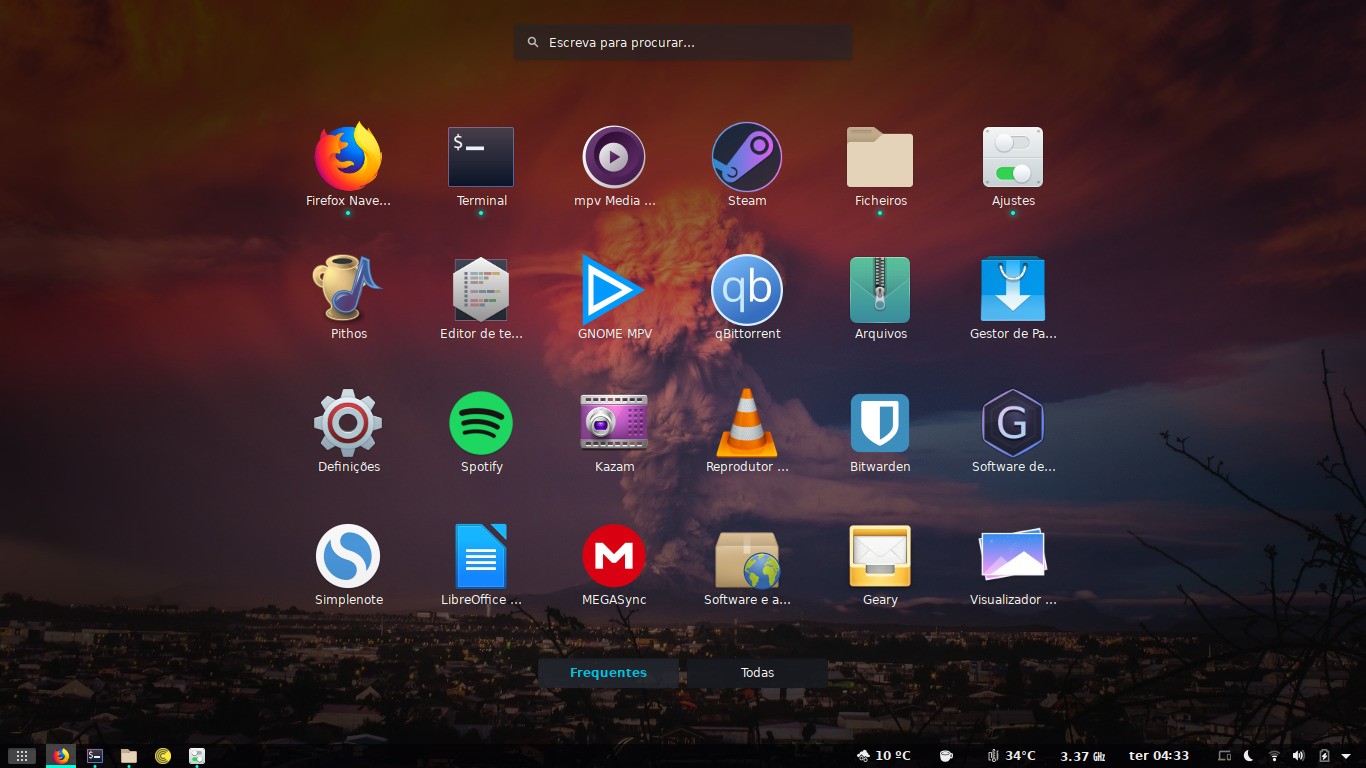 Escreva para procurar...
$
Firefox Nave...
Terminal
mpv Media ...
Steam
Ficheiros
Ajustes
qb
Pithos
Editor de te...
GNOME MPV
qBittorrent
Arquivos
Gestor de Pa...
G
Definições
Spotify
Kazam
Reprodutor ...
Bitwarden
Software de...
M
Simplenote
LibreOffice ...
MEGASync
Software e a...
Geary
Visualizador ...
Frequentes
Todas
10 ºC
34°C
3.37 GHz
ter 04:33